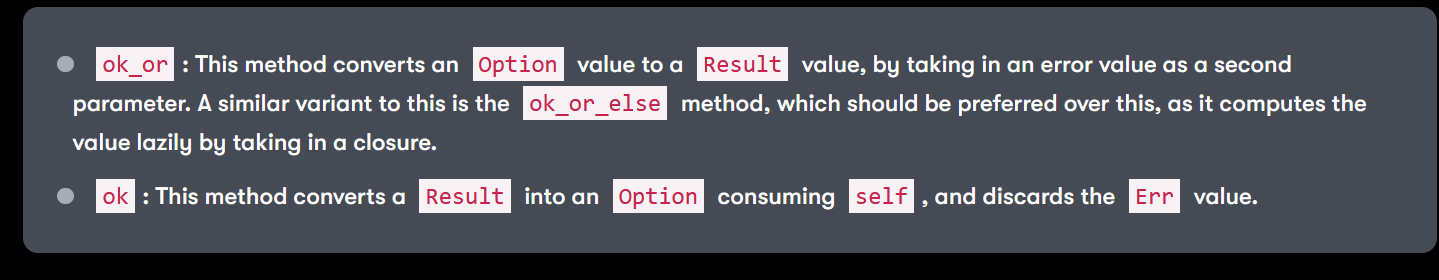 ok_or : This method converts an Option value to a Result value, by taking in an error value as a second
parameter. A similar variant to this is the ok_or_else method, which should be preferred over this, as it computes the
value lazily by taking in a closure.
ok : This method converts a Result into an Option consuming self , and discards the Err value.